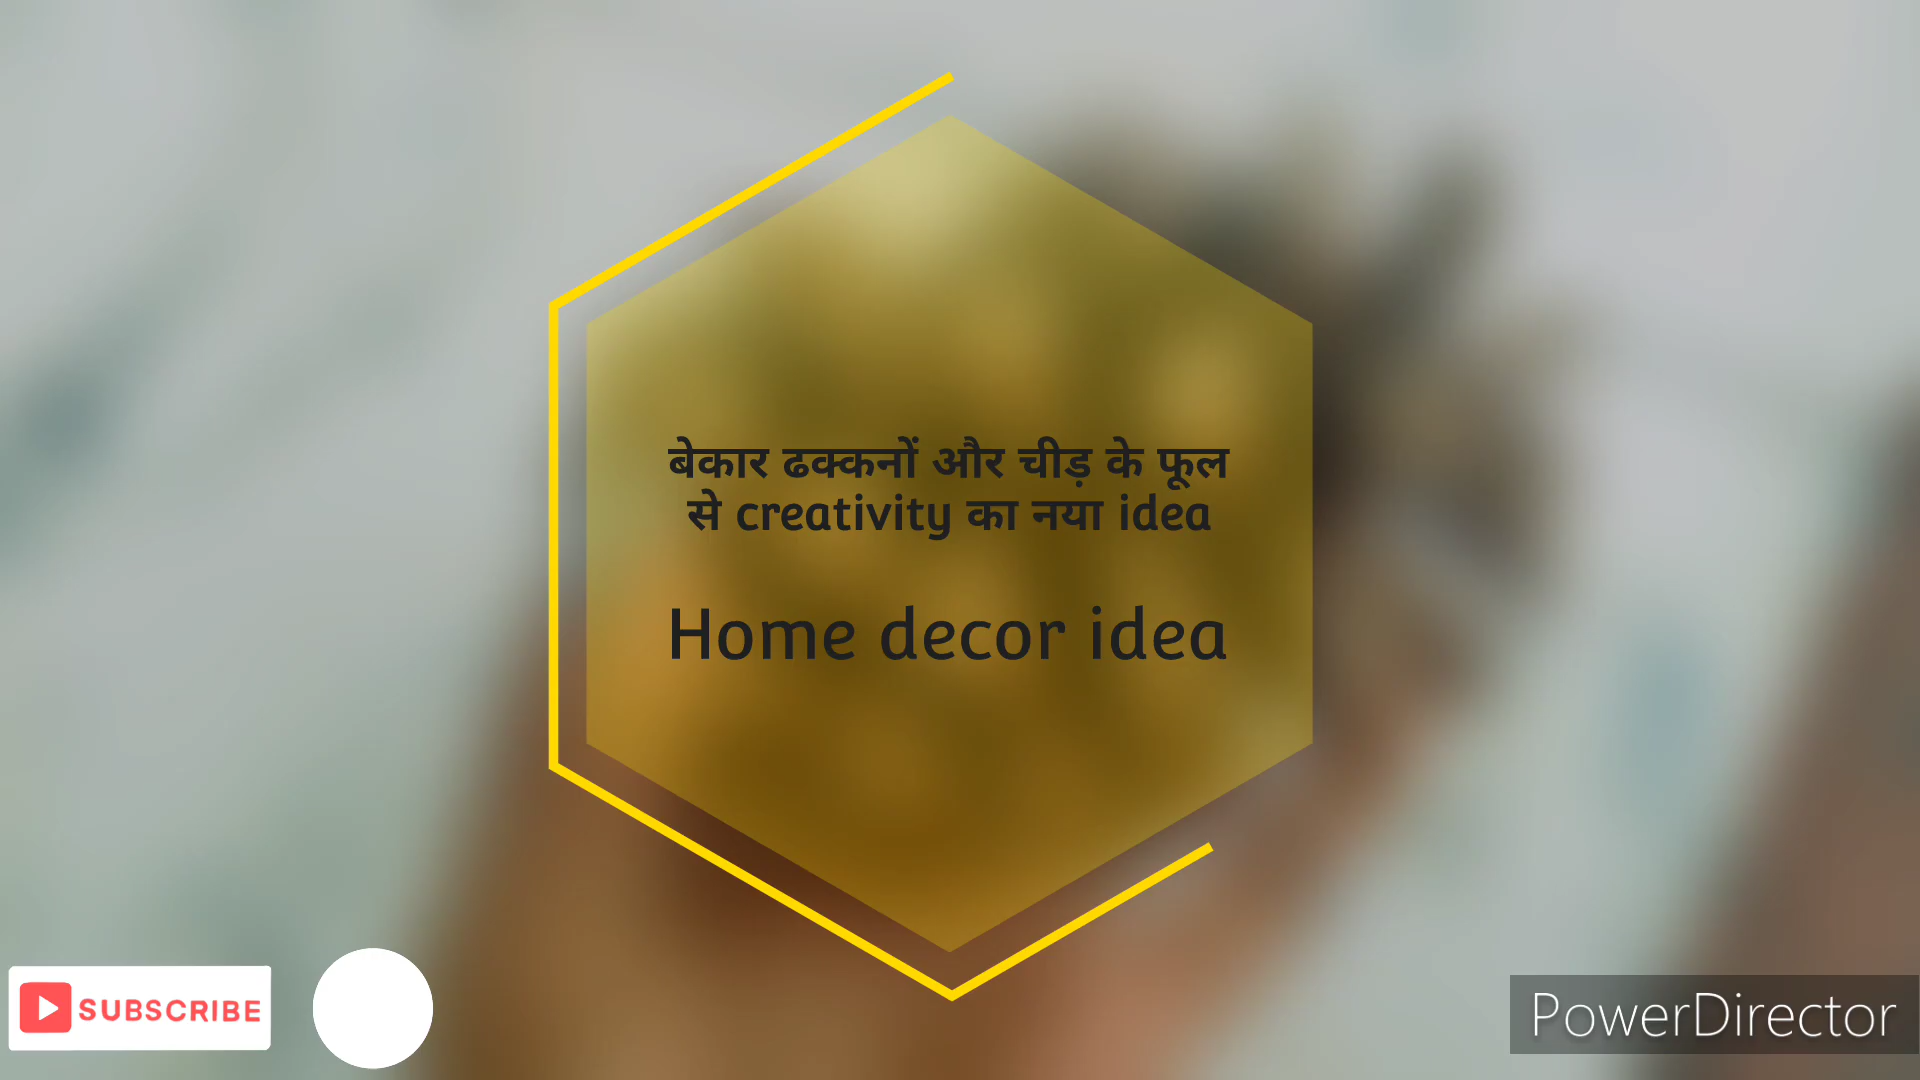 बेकार ढक्कनों और चीड़ के फूल
से creativity का नया idea
Home decor idea
SUBSCRIBE
PowerDirector